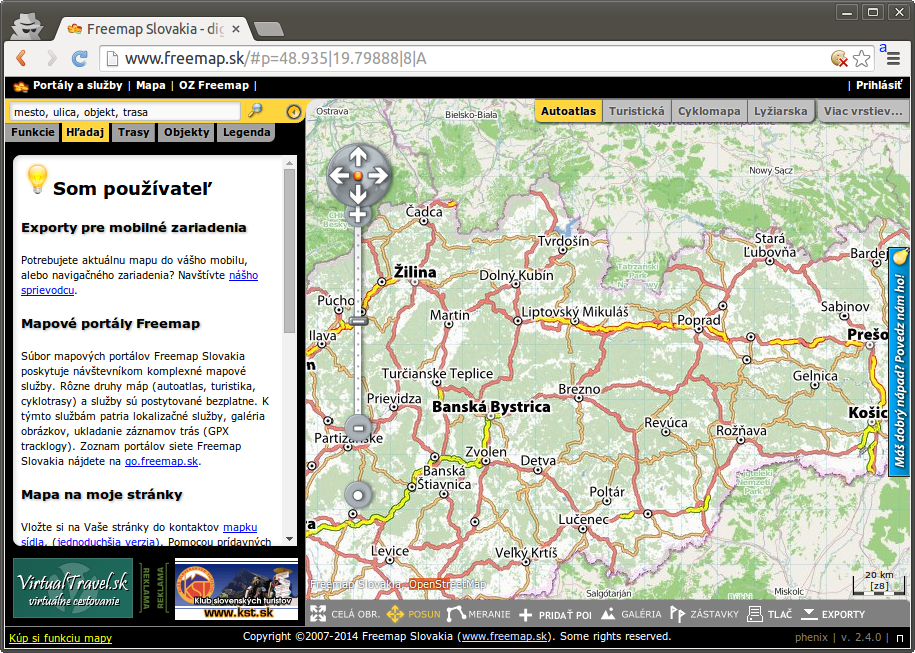 Freemap Slovakia - dig
www.freemap.sk/#p=48.935|19.79888|8|A
a
Portály a služby | Mapa | OZ Freemap |
| Prihlásiť
mesto, ulica, objekt, trasa
Funkcie
Hľadaj
Trasy
Objekty
Legenda
Som používateľ
Exporty pre mobilné zariadenia
Potrebujete aktuálnu mapu do vášho mobilu,
alebo navigačného zariadenia? Navštívte nášho
sprievodcu.
Mapové portály Freemap
Súbor mapových portálov Freemap Slovakia
poskytuje návštevníkom komplexné mapové
služby. Rôzne druhy máp (autoatlas, turistika,
cyklotrasy) a služby sú postytované bezplatne. K
týmto službám patria lokalizačné služby, galéria
obrázkov, ukladanie záznamov trás (GPX
tracklogy). Zoznam portálov siete Freemap
Slovakia nájdete na go.freemap.sk.
Mapa na moje stránky
Vložte si na Vaše stránky do kontaktov mapku
sídla, (jednoduchšia verzia). Pomocou pridaných
VirtualTravel.sk
virtuálne cestovanie
REKLAMA
REKLAMA
Klub slovenských turistov
www.kst.sk
Kúp si funkciu mapy
Autoatlas
Turistická
Cyklomapa
Lyžiarska
Viac vrstiev...
Ostrava
Bielsko-Biała
Nowy Sącz
Čadca
Tvrdošín
Stará
Ľubovňa
Bardej
Tatrzański
Park
Žilina
Dolný Kubín
Púcho
Martin
Liptovský Mikuláš
Poprad
Sabinov
Prešo
Ilava
Turčianske Teplice
Gelnica
Prievidza
Brezno
Banská Bystrica
Košic
Revúca
Rožňava
Partizánske
Zvolen
Detva
Banská
Štiavnica
Poltár
Lučenec
Levice
Veľký Krtíš
Salgótarján
Miskolc
Freemap Slovakia, OpenStreetMap
20 km
[z8]
Máš dobrý nápad? Povedz nám ho!
CELÁ OBR.
POSUN
MERANIE
PRIDAŤ POI
GALÉRIA
ZÁSTAVKY
TLAČ
EXPORTY
Copyright ©2007-2014 Freemap Slovakia (www.freemap.sk). Some rights reserved.
phenix | v. 2.4.0 |